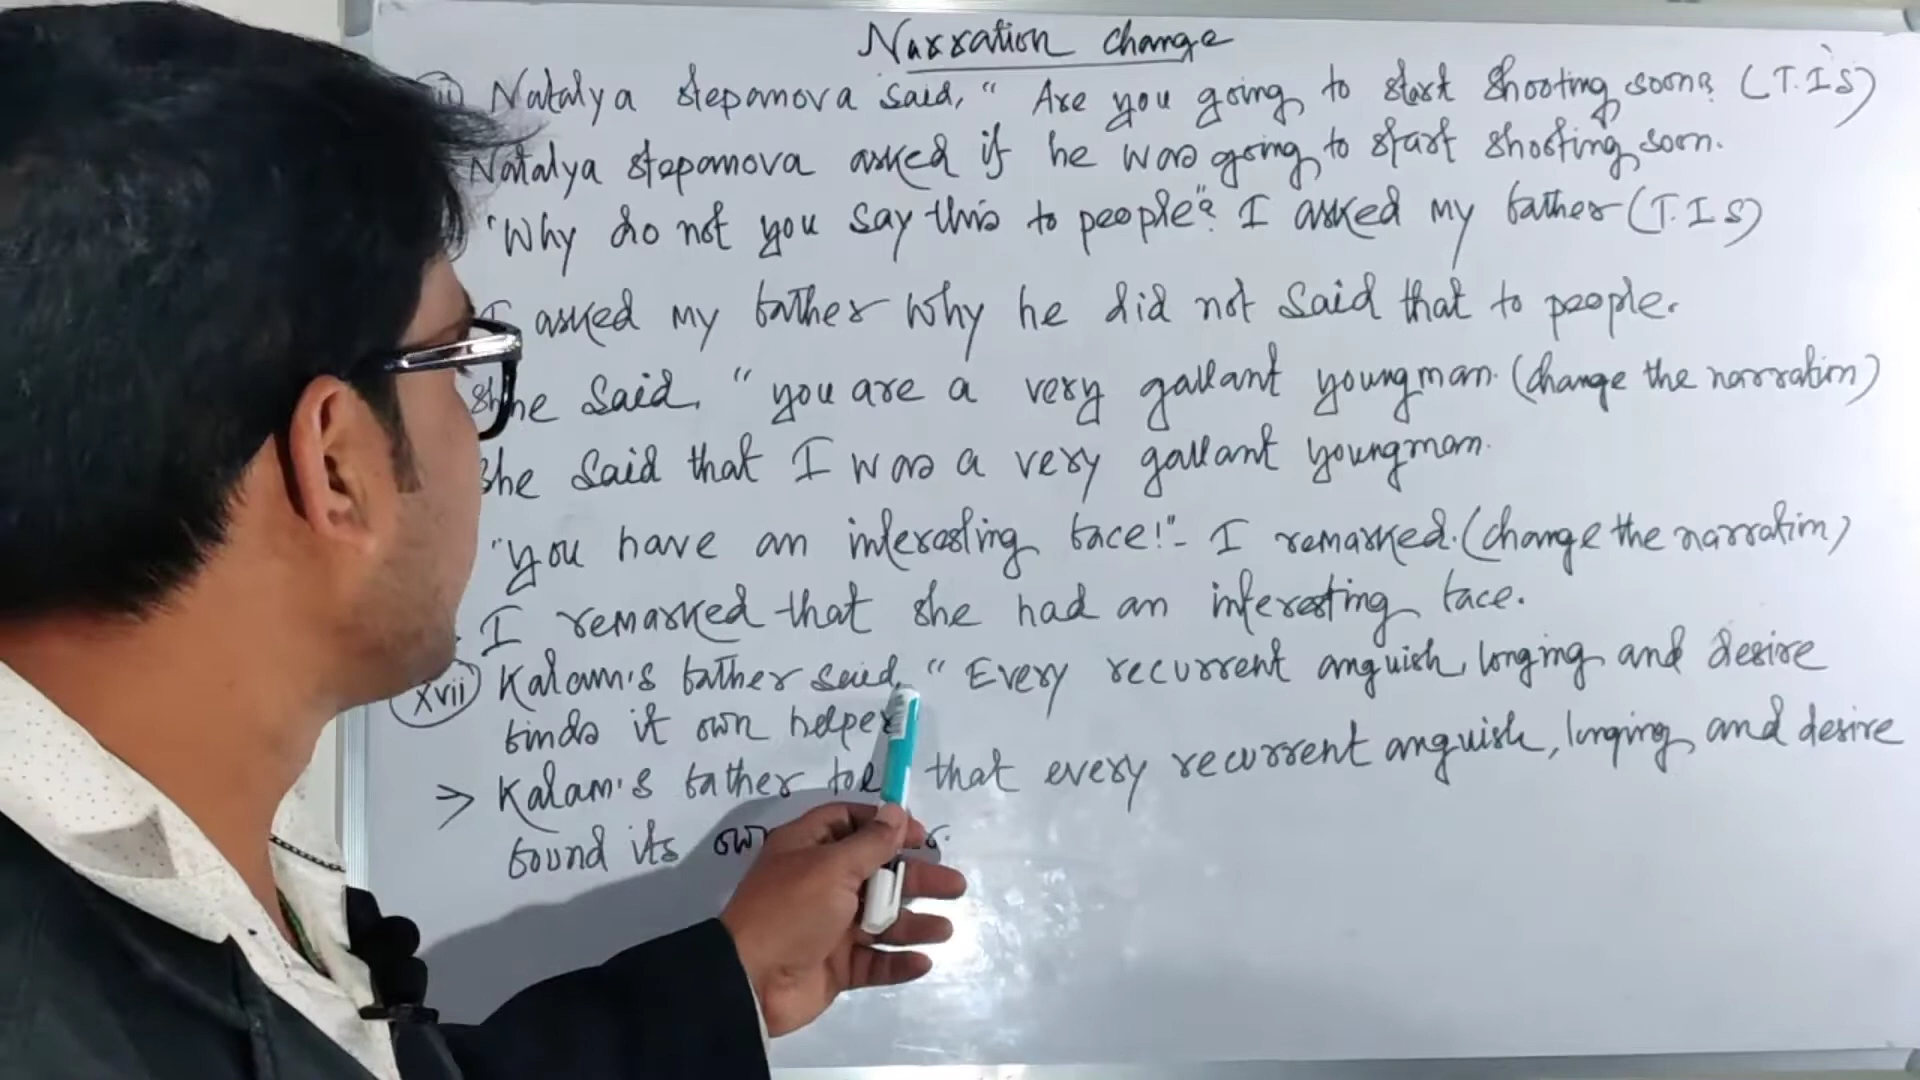 Narration change
Natalya stepanova said, " Are you going to start shooting soon? (T.I.S)
Natalya stepanova asked if he was going to start shooting soon.
"Why do not you say this to people"? I asked my father (T.I.S)
I asked my father why he did not said that to people.
She said, " you are a very gallant youngman. (change the narration)
She said that I was a very gallant youngman.
"you have an interesting face!" - I remarked. (change the narration)
I remarked that she had an interesting face.
xvii) Kalam's father said, " Every recurrent anguish, longing and desire
finds it own helper
→ Kalam's father that every recurrent anguish, longing and desire
found its